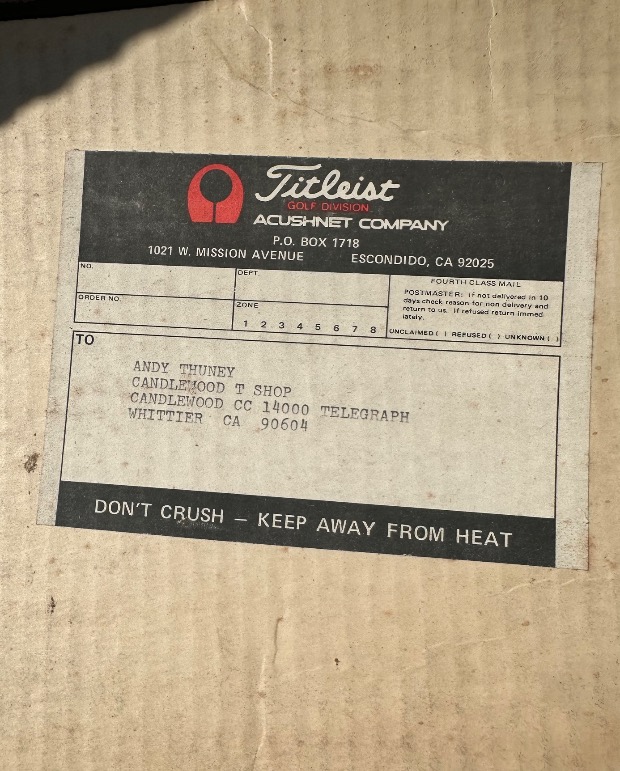 Titleist
GOLF DIVISION
ACUSHNET COMPANY
P.O. BOX 1718
1021 W. MISSION AVENUE ESCONDIDO, CA 92025
NO.
DEPT.
ORDER NO.
ZONE
1 2 3 4 5 6 7 8
FOURTH CLASS MAIL
POSTMASTER: If not delivered in 10
days check reason for non delivery and
return to us. If refused return immed
iately.
UNCLAIMED ( ) REFUSED ( ) UNKNOWN ( )
TO
ANDY THUNEY
CANDLEWOOD T SHOP
CANDLEWOOD CC 14000 TELEGRAPH
WHITTIER CA 90604
DON'T CRUSH – KEEP AWAY FROM HEAT